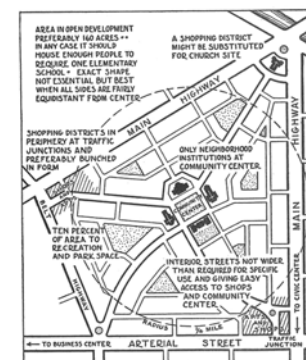 AREA IN OPEN DEVELOPMENT
PREFERABLY 160 ACRES ++
IN ANY CASE IT SHOULD
HOUSE ENOUGH PEOPLE TO
REQUIRE ONE ELEMENTARY
SCHOOL + EXACT SHAPE
NOT ESSENTIAL BUT BEST
WHEN ALL SIDES ARE FAIRLY
EQUIDISTANT FROM CENTER
A SHOPPING DISTRICT
MIGHT BE SUBSTITUTED
FOR CHURCH SITE
MAIN HIGHWAY
HIGHWAY
SHOPPING DISTRICTS IN
PERIPHERY AT TRAFFIC
JUNCTIONS AND
PREFERABLY BUNCHED
IN FORM
ONLY NEIGHBORHOOD
INSTITUTIONS AT
COMMUNITY CENTER
MAIN
COMMUNITY
CENTER
BELT
HIGHWAY
TEN PERCENT
OF AREA TO
RECREATION
AND PARK SPACE
INTERIOR STREETS NOT WIDER
THAN REQUIRED FOR SPECIFIC
USE AND GIVING EASY
ACCESS TO SHOPS
AND COMMUNITY
CENTER
TO CIVIC CENTER
RADIUS
MILE
TRAFFIC
JUNCTION
TO BUSINESS CENTER
ARTERIAL STREET